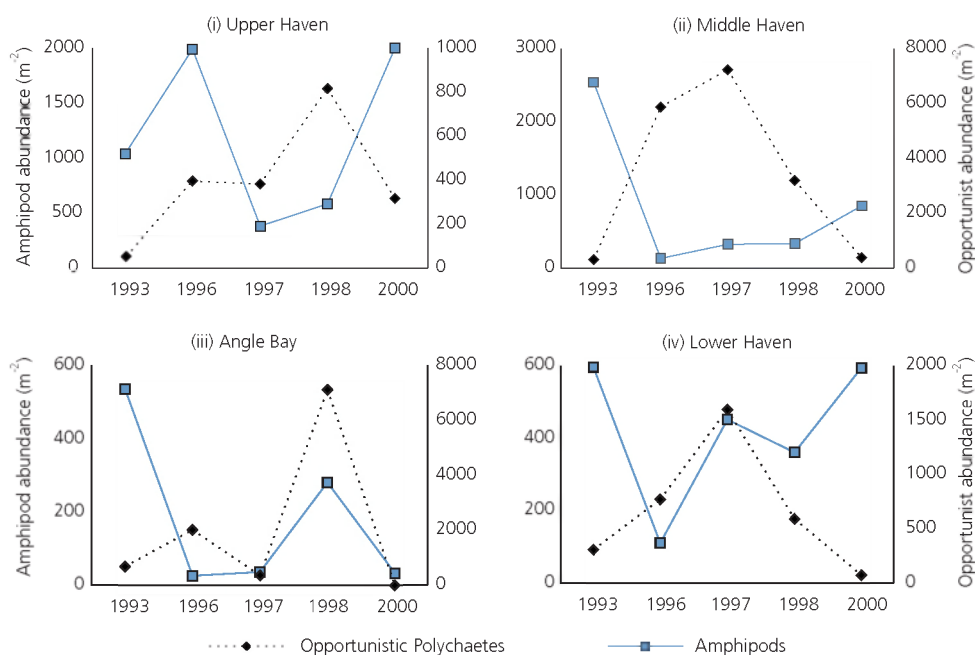 (i) Upper Haven
(ii) Middle Haven
Amphipod abundance (m⁻²)
2000
1500
1000
500
0
1000
800
600
400
200
0
1993 1996 1997 1998 2000
3000
2000
1000
0
8000
6000
4000
2000
0
Opportunist abundance (m⁻²)
1993 1996 1997 1998 2000
(iii) Angle Bay
(iv) Lower Haven
Amphipod abundance (m⁻²)
600
400
200
0
8000
6000
4000
2000
0
1993 1996 1997 1998 2000
600
400
200
0
2000
1500
1000
500
0
Opportunist abundance (m⁻²)
1993 1996 1997 1998 2000
Opportunistic Polychaetes
Amphipods